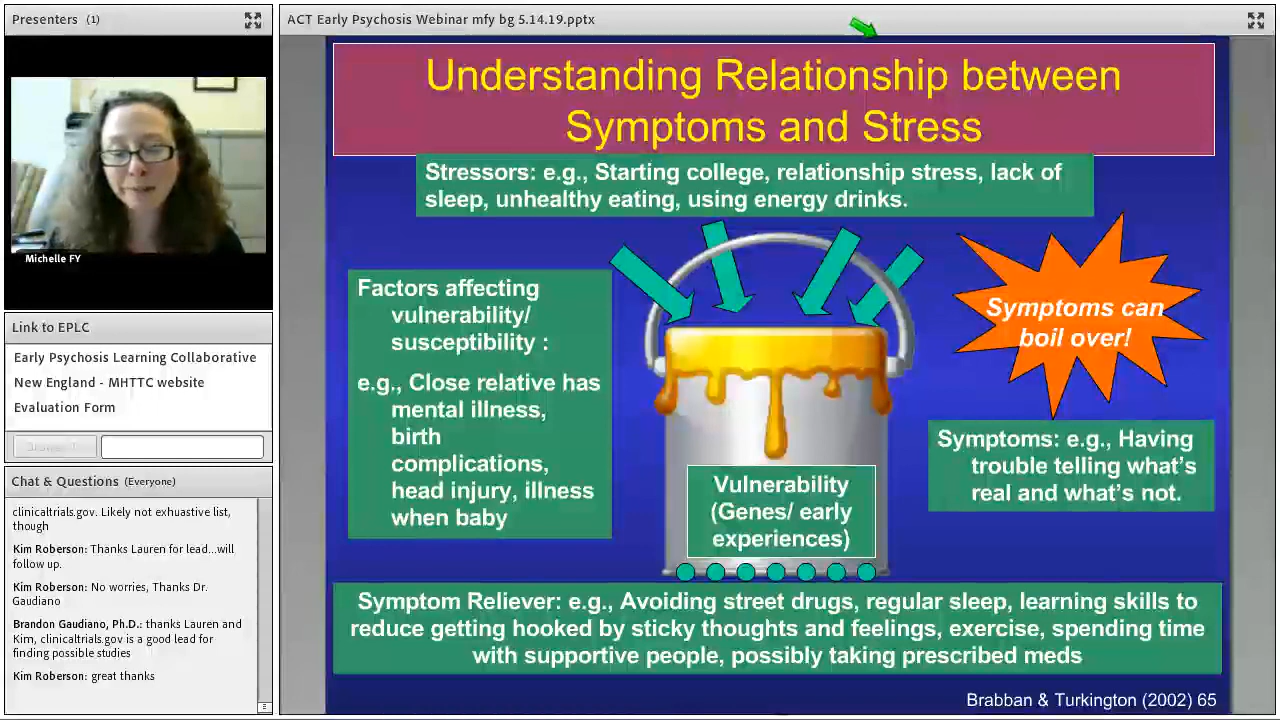 Presenters (1)
Michelle FY
Link to EPLC
Early Psychosis Learning Collaborative
New England - MHTTC website
Evaluation Form
Chat & Questions (Everyone)
clinicaltrials.gov. Likely not exhuastive list,
though
Kim Roberson: Thanks Lauren for lead...will
follow up.
Kim Roberson: No worries, Thanks Dr.
Gaudiano
Brandon Gaudiano, Ph.D.: thanks Lauren and
Kim, clinicaltrials.gov is a good lead for
finding possible studies
Kim Roberson: great thanks
ACT Early Psychosis Webinar mfy bg 5.14.19.pptx
Understanding Relationship between
Symptoms and Stress
Stressors: e.g., Starting college, relationship stress, lack of
sleep, unhealthy eating, using energy drinks.
Factors affecting
vulnerability/
susceptibility :
e.g., Close relative has
mental illness,
birth
complications,
head injury, illness
when baby
Vulnerability
(Genes/ early
experiences)
Symptoms can
boil over!
Symptoms: e.g., Having
trouble telling what's
real and what's not.
Symptom Reliever: e.g., Avoiding street drugs, regular sleep, learning skills to
reduce getting hooked by sticky thoughts and feelings, exercise, spending time
with supportive people, possibly taking prescribed meds
Brabban & Turkington (2002) 65